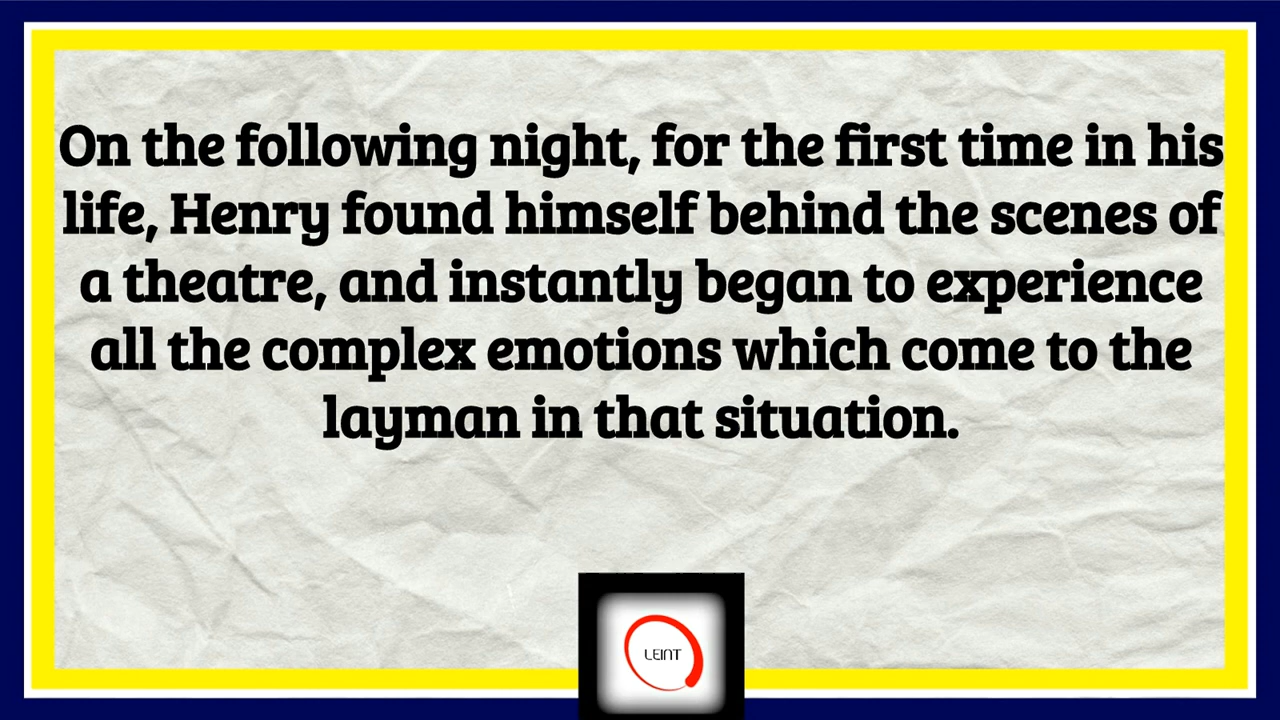 On the following night, for the first time in his
life, Henry found himself behind the scenes of
a theatre, and instantly began to experience
all the complex emotions which come to the
layman in that situation.
LEINT